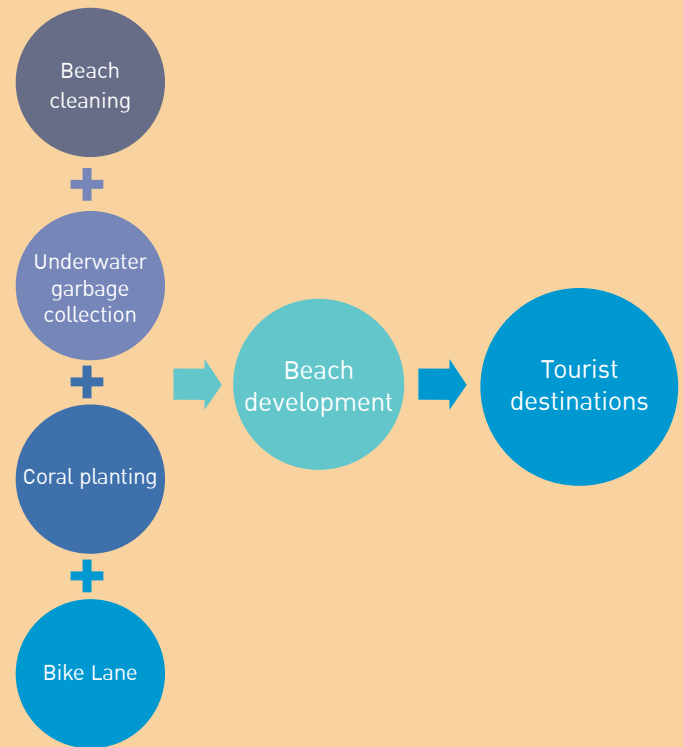 Beach
cleaning
Underwater
garbage
collection
Coral planting
Bike Lane
Beach
development
Tourist
destinations